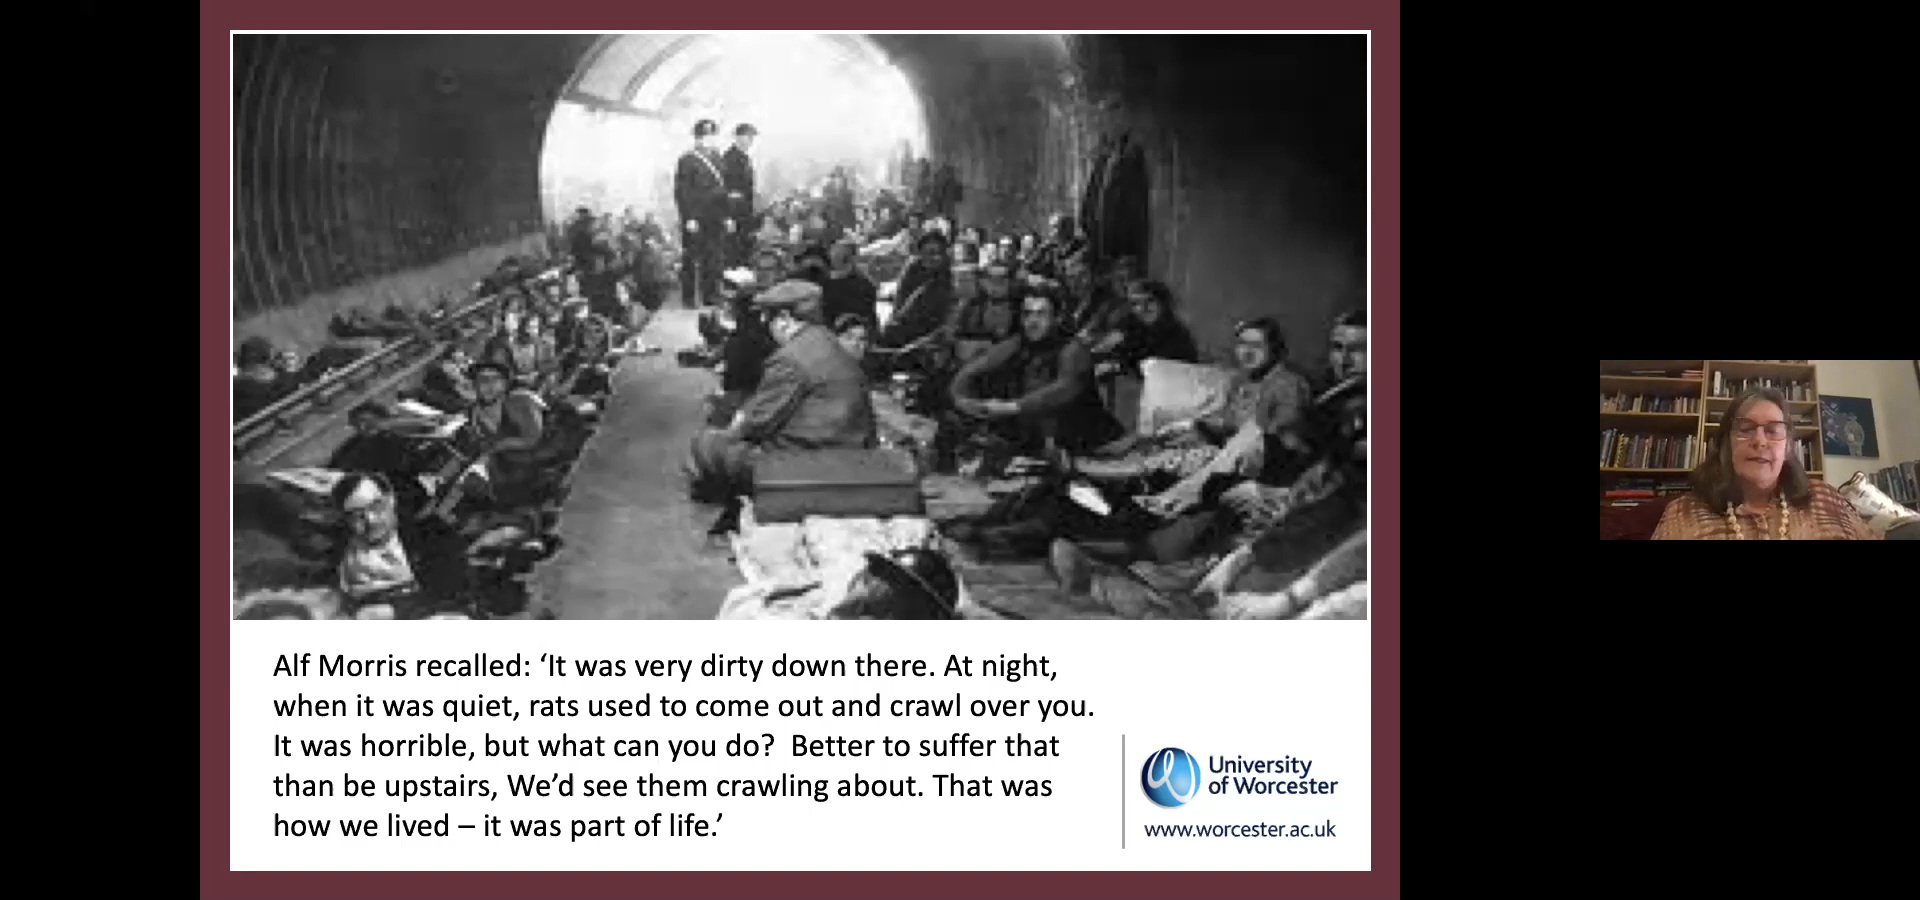 Alf Morris recalled: ‘It was very dirty down there. At night,
when it was quiet, rats used to come out and crawl over you.
It was horrible, but what can you do?  Better to suffer that
than be upstairs, We’d see them crawling about. That was
how we lived – it was part of life.’
University
of Worcester
www.worcester.ac.uk